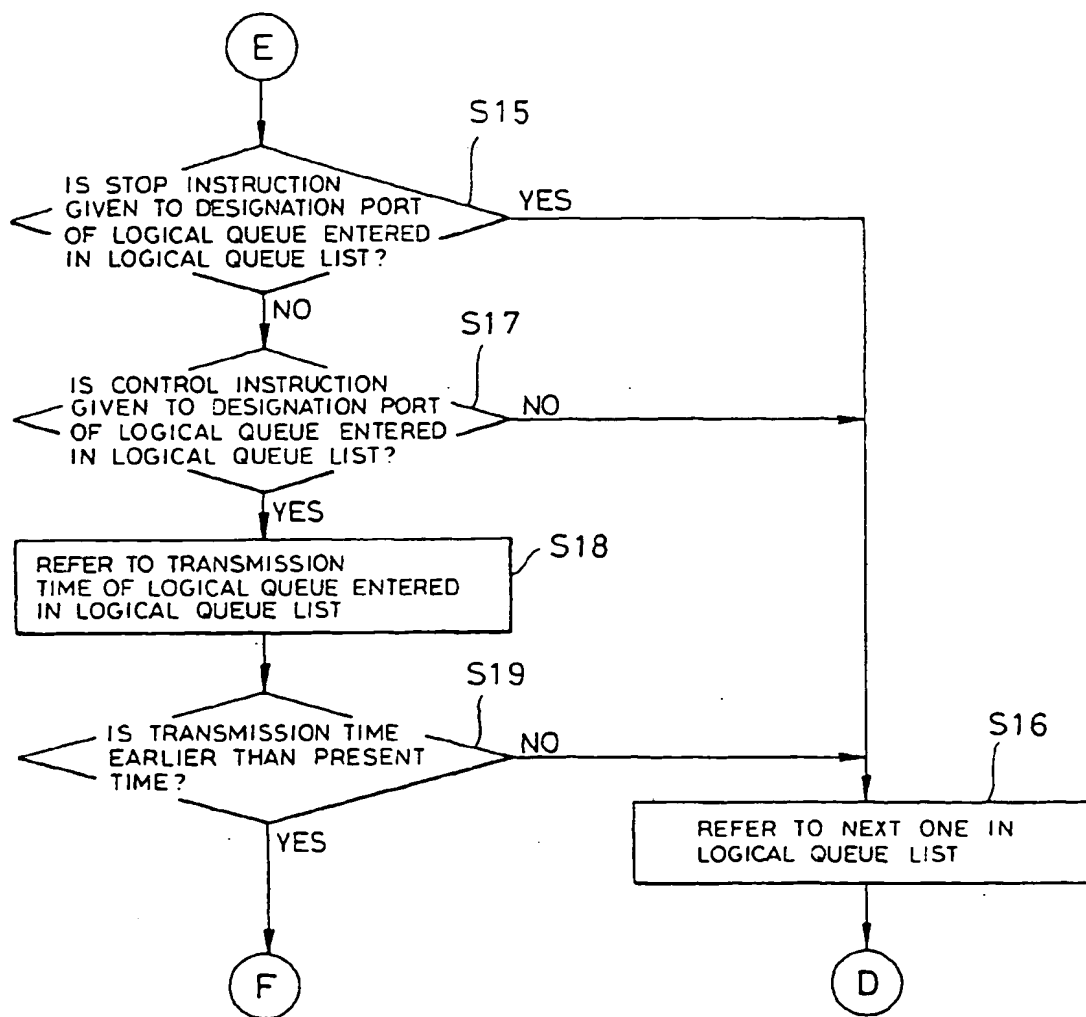 E
S15
IS STOP INSTRUCTION
GIVEN TO DESIGNATION PORT
OF LOGICAL QUEUE ENTERED
IN LOGICAL QUEUE LIST?
YES
NO
S17
IS CONTROL INSTRUCTION
GIVEN TO DESIGNATION PORT
OF LOGICAL QUEUE ENTERED
IN LOGICAL QUEUE LIST?
NO
YES
S18
REFER TO TRANSMISSION
TIME OF LOGICAL QUEUE ENTERED
IN LOGICAL QUEUE LIST
S19
IS TRANSMISSION TIME
EARLIER THAN PRESENT
TIME?
NO
YES
S16
REFER TO NEXT ONE IN
LOGICAL QUEUE LIST
F
D